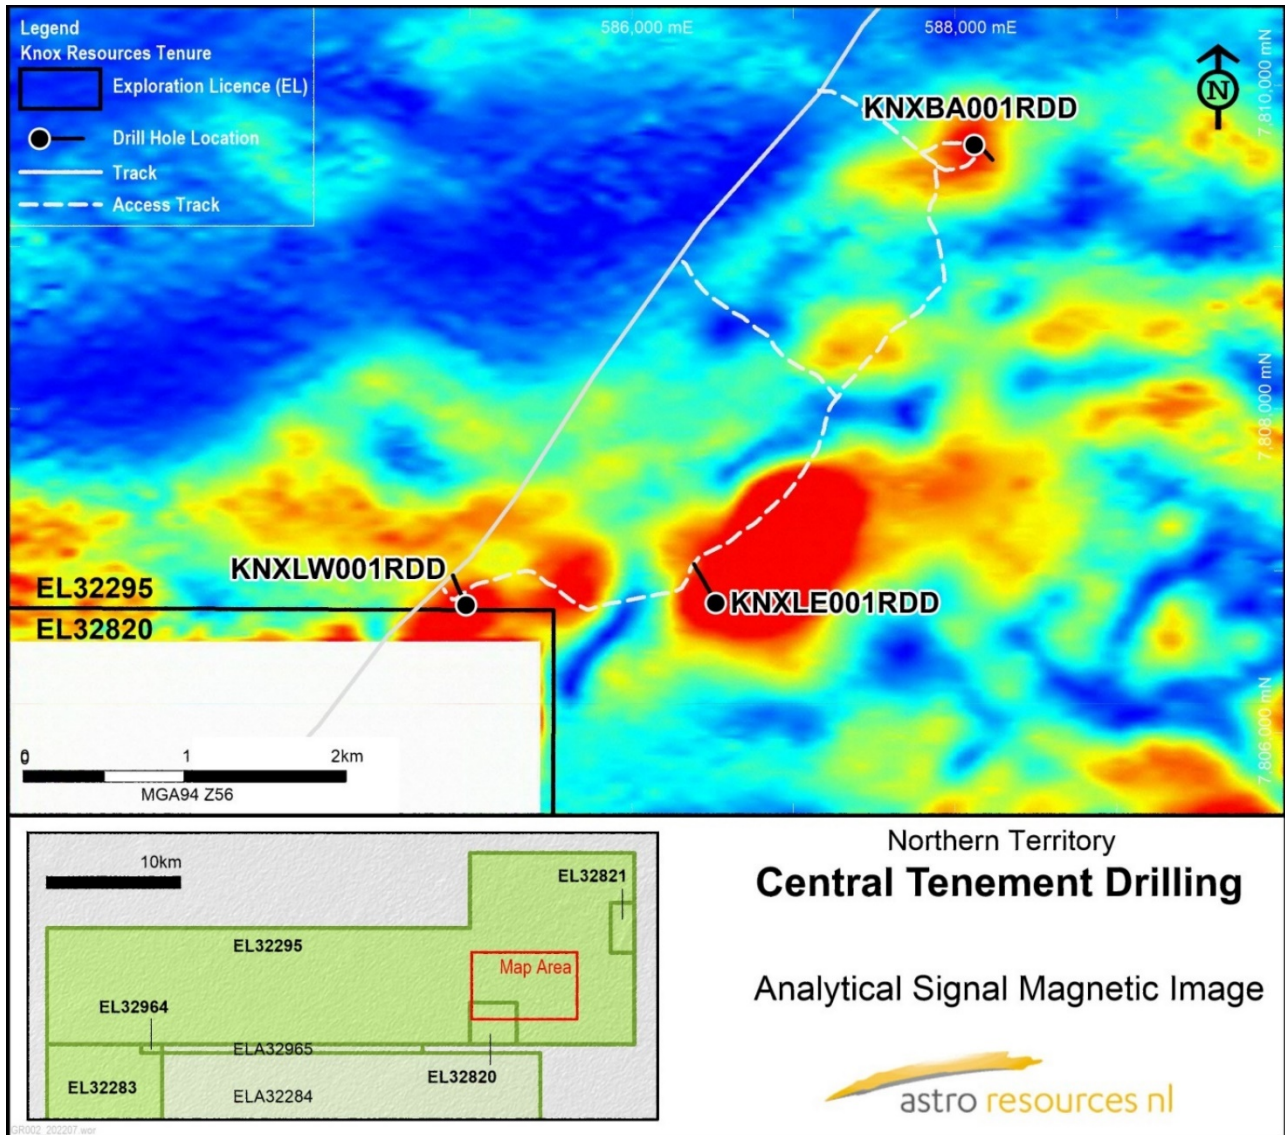 Legend
Knox Resources Tenure
Exploration Licence (EL)
Drill Hole Location
Track
Access Track
586,000 mE
588,000 mE
N
7,810,000 mN
KNXBA001RDD
7,808,000 mN
KNXLW001RDD
KNXLE001RDD
EL32295
EL32820
7,806,000 mN
0 1 2km
MGA94 Z56
10km
EL32821
EL32295
Map Area
EL32964
ELA32965
EL32820
EL32283
ELA32284
GR002_202207.wor
Northern Territory
Central Tenement Drilling
Analytical Signal Magnetic Image
astro resources nl